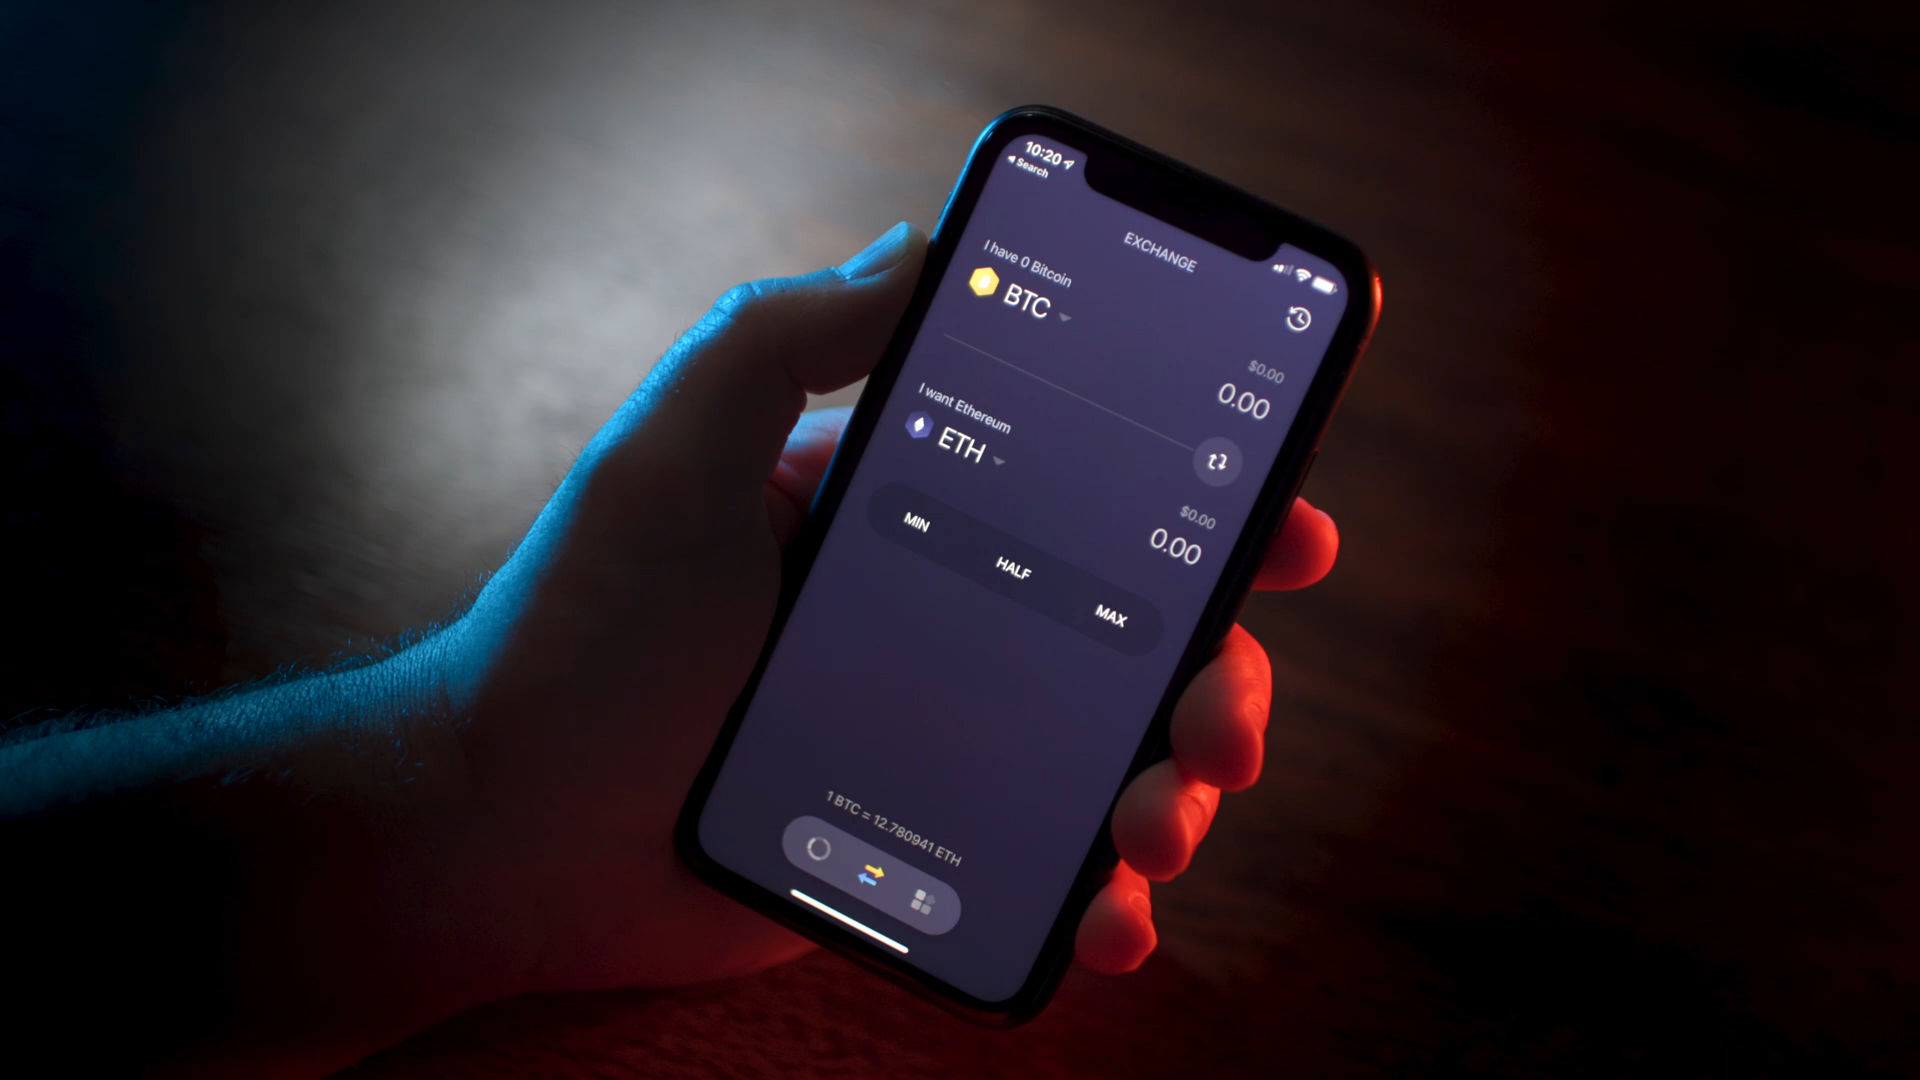 10:20
Search
EXCHANGE
I have 0 Bitcoin
BTC
$0.00
0.00
I want Ethereum
ETH
$0.00
0.00
MIN
HALF
MAX
1 BTC = 12.780941 ETH